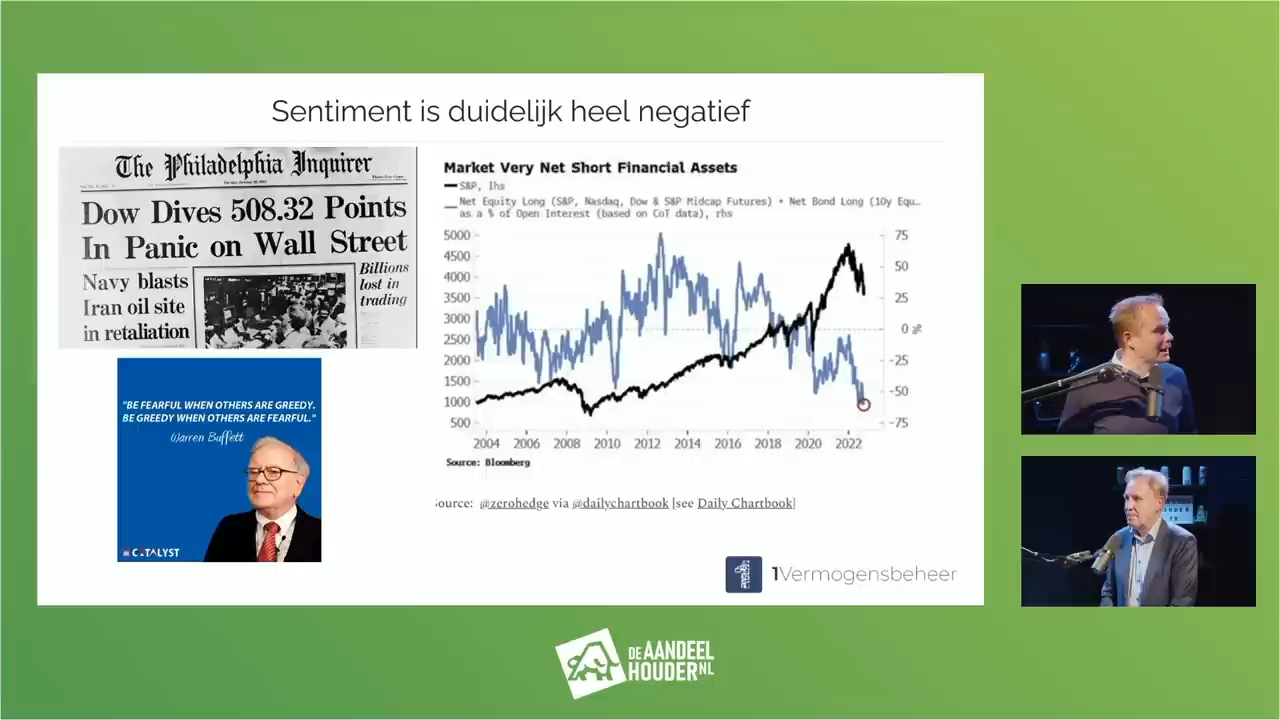 Sentiment is duidelijk heel negatief
The Philadelphia Inquirer
Dow Dives 508.32 Points
In Panic on Wall Street
Navy blasts
Iran oil site
in retaliation
Billions
lost in
trading
"BE FEARFUL WHEN OTHERS ARE GREEDY.
BE GREEDY WHEN OTHERS ARE FEARFUL."
Warren Buffett
CATALYST
Market Very Net Short Financial Assets
S&P, lhs
Net Equity Long (S&P, Nasdaq, Dow & S&P Midcap Futures) + Net Bond Long (10y Equ…
as a % of Open Interest (based on CoT data), rhs
5000 75
4500
4000 50
3500 25
3000
2500 0 %
2000 -25
1500
1000 -50
500 -75
2004 2006 2008 2010 2012 2014 2016 2018 2020 2022
Source: Bloomberg
ource: @zerohedge via @dailychartbook [see Daily Chartbook]
1Vermogensbeheer
DE AANDEEL
HOUDER NL